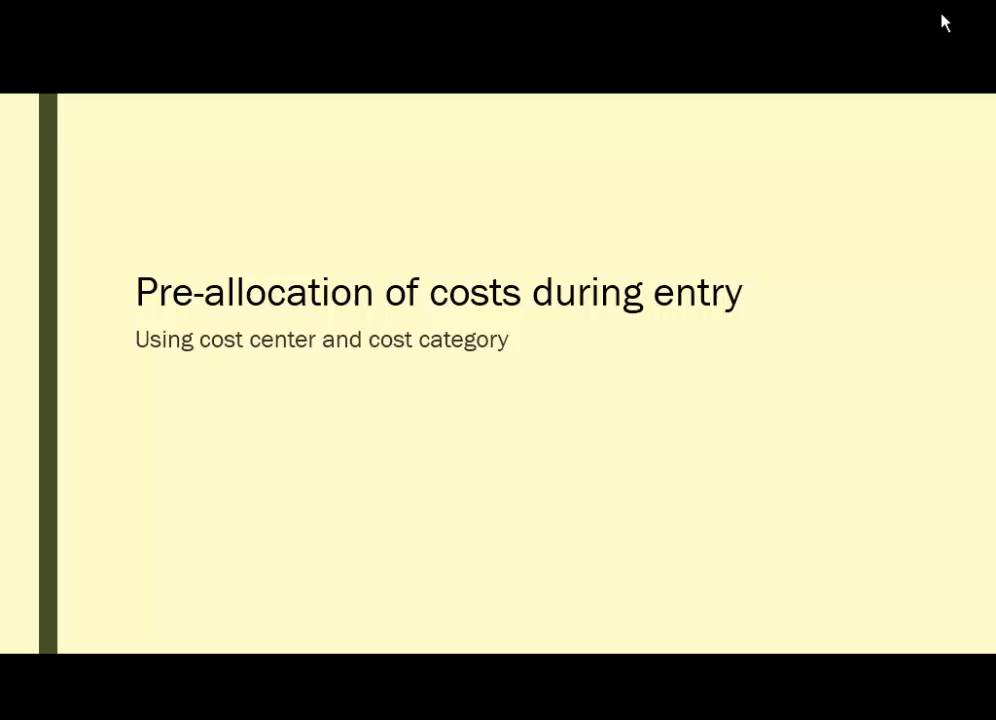 Pre-allocation of costs during entry
Using cost center and cost category